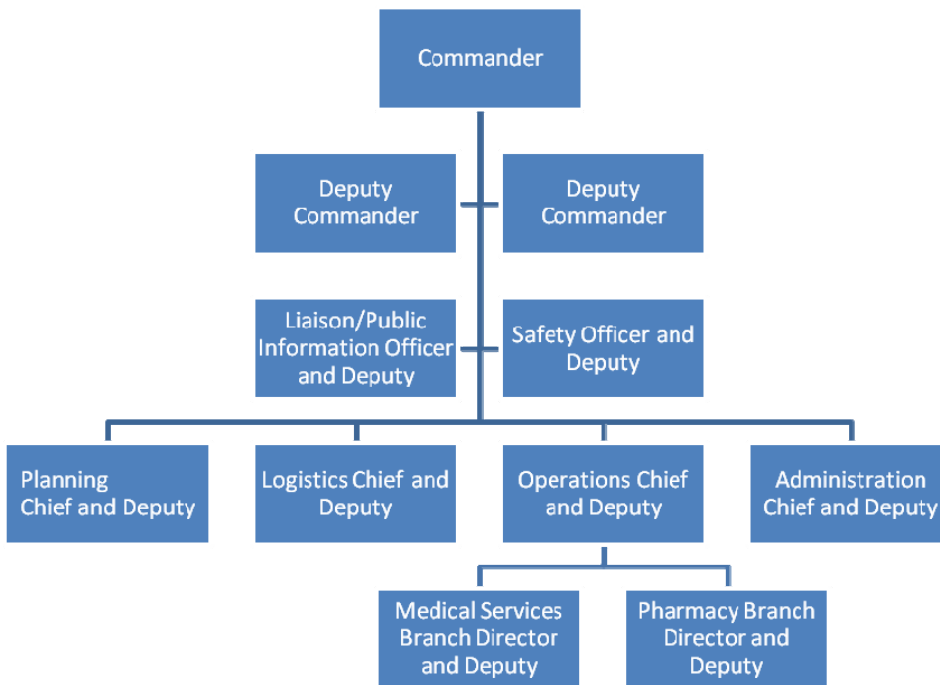 Commander
Deputy
Commander
Deputy
Commander
Liaison/Public
Information Officer
and Deputy
Safety Officer and
Deputy
Planning
Chief and Deputy
Logistics Chief and
Deputy
Operations Chief
and Deputy
Administration
Chief and Deputy
Medical Services
Branch Director
and Deputy
Pharmacy Branch
Director and
Deputy